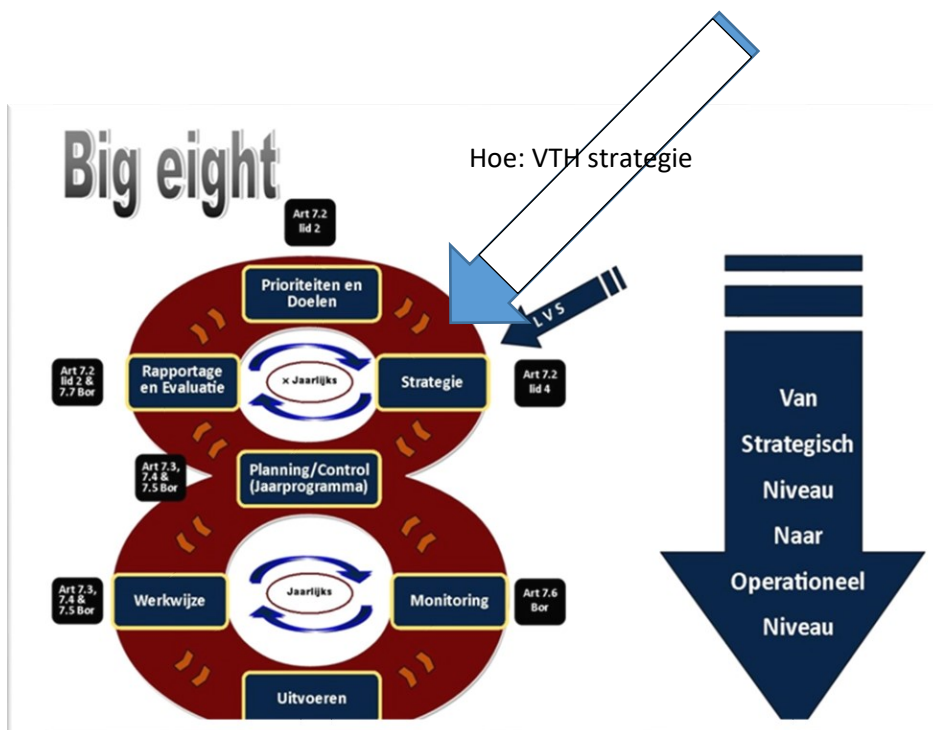 Big eight
Hoe: VTH strategie
Art 7.2
lid 2
Prioriteiten en
Doelen
LVS
Art 7.2
lid 2 &
7.7 Bor
Rapportage
en Evaluatie
× Jaarlijks
Strategie
Art 7.2
lid 4
Art 7.3,
7.4 &
7.5 Bor
Planning/Control
(Jaarprogramma)
Art 7.3,
7.4 &
7.5 Bor
Werkwijze
Jaarlijks
Monitoring
Art 7.6
Bor
Uitvoeren
Van
Strategisch
Niveau
Naar
Operationeel
Niveau